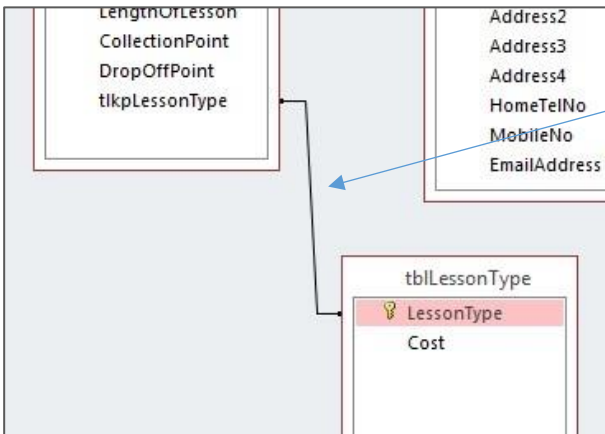 LengthOfLesson
CollectionPoint
DropOffPoint
tlkpLessonType
Address2
Address3
Address4
HomeTelNo
MobileNo
EmailAddress
tblLessonType
LessonType
Cost